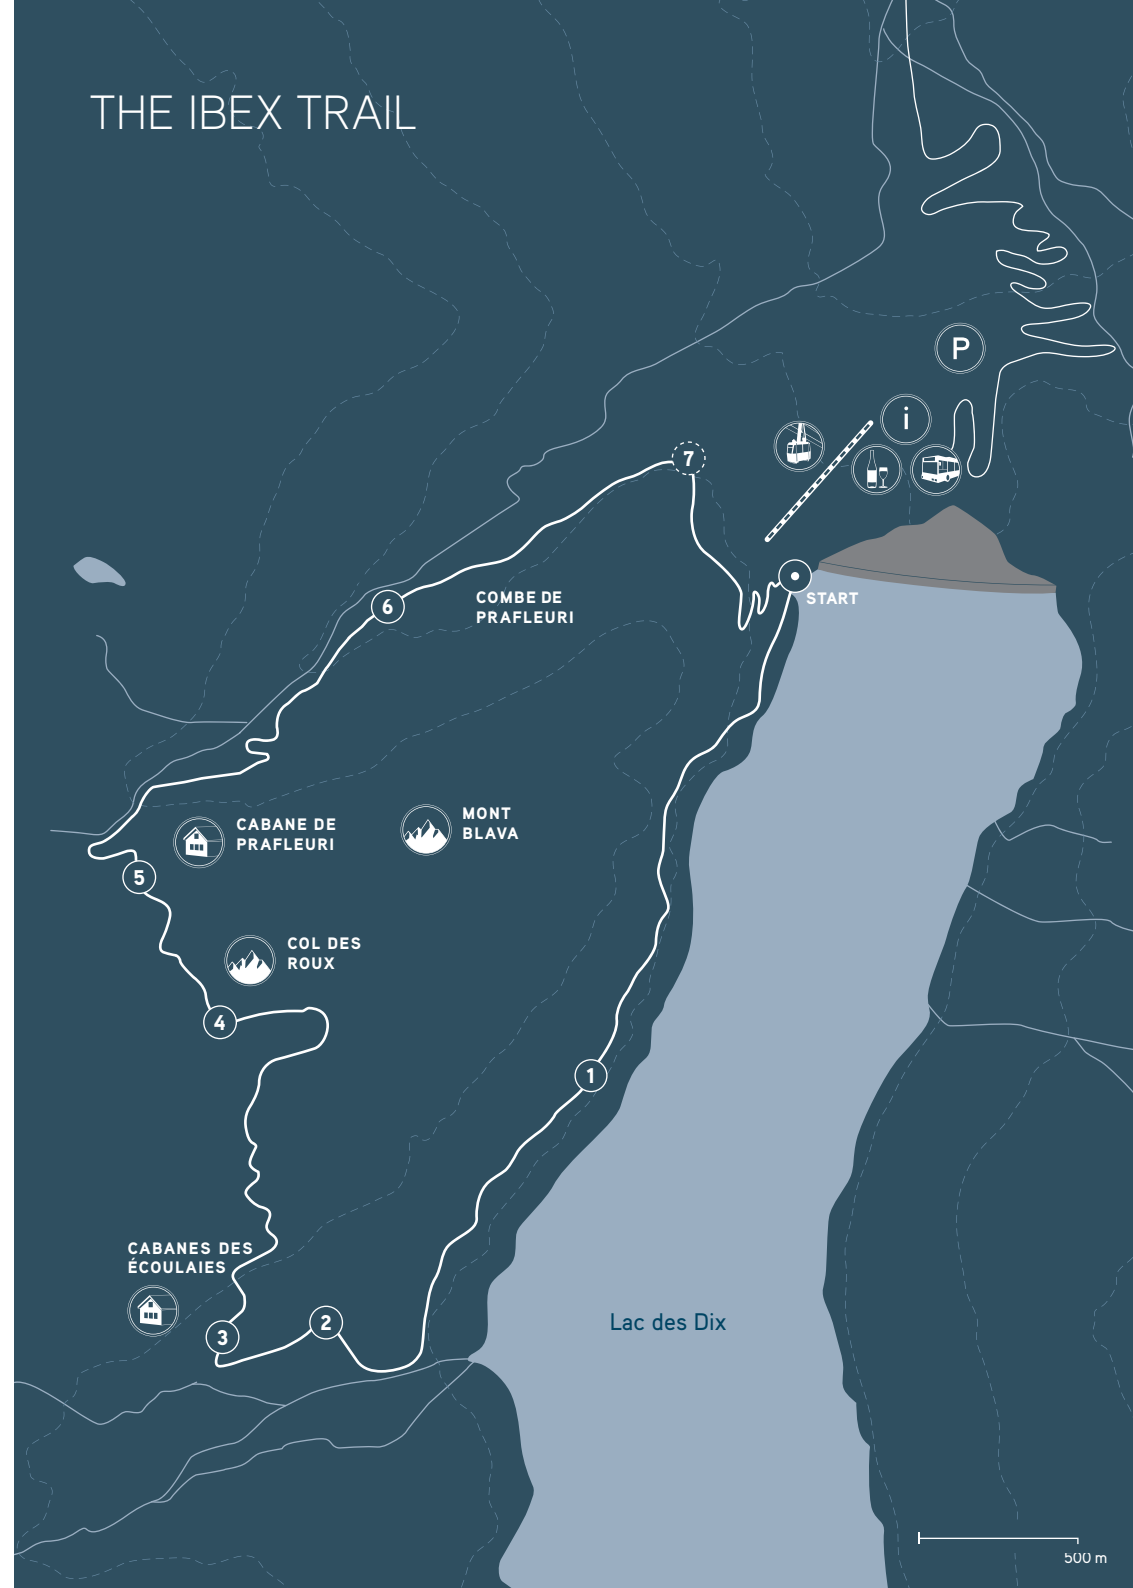 THE IBEX TRAIL
P
i
7
START
COMBE DE
PRAFLEURI
6
MONT
BLAVA
CABANE DE
PRAFLEURI
5
COL DES
ROUX
4
1
CABANES DES
ÉCOULAIES
2
3
Lac des Dix
500 m